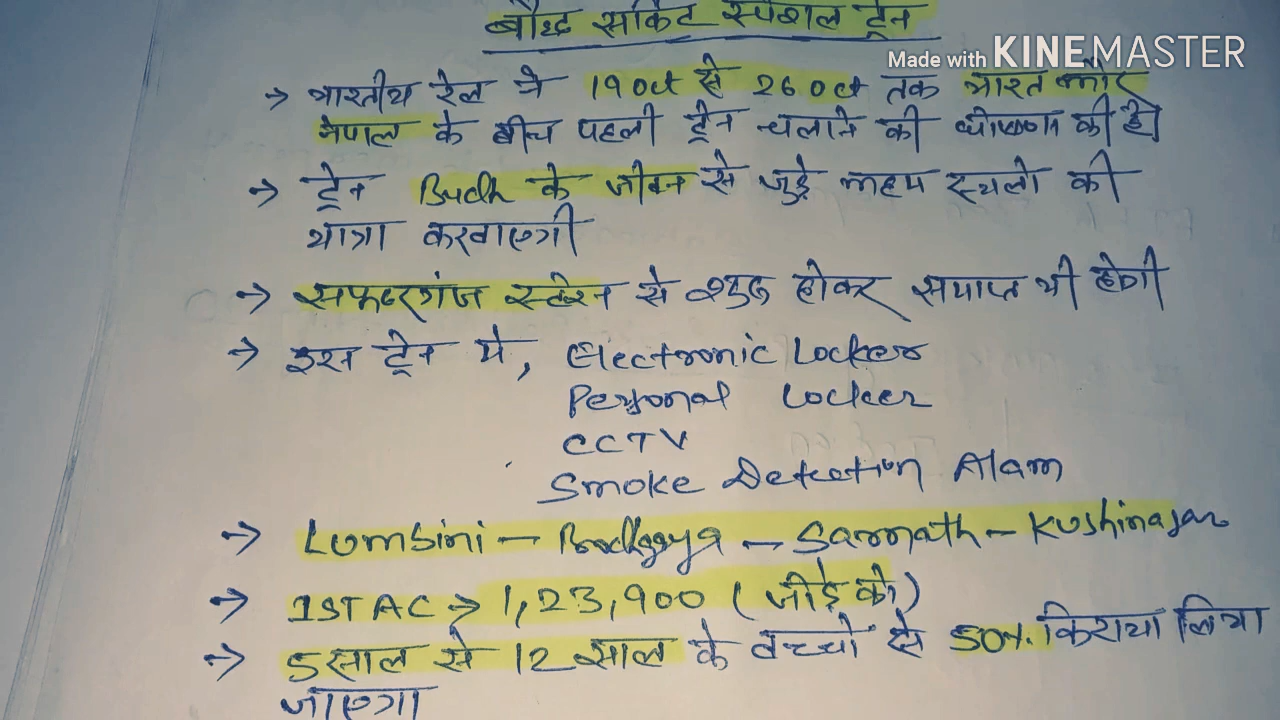 बौद्ध सर्किट स्पेशल ट्रेन
Made with KINEMASTER
→ भारतीय रेल ने 19 Oct से 26 Oct तक भारत और
नेपाल के बीच पहली ट्रेन चलाने की घोषणा की है।
→ ट्रेन Budh के जीवन से जुड़े अहम स्थलो की
यात्रा करवाएगी
→ सफदरगंज स्टेशन से शुरू होकर समाप्त भी होगी
→ इस ट्रेन मे, Electronic Locker
Personal Locker
CCTV
Smoke Detection Alam
→ Lumbini - Bodhgaya - Sarnath - Kushinagar
→ 1ST AC → 1,23,900 (जोड़े को)
→ 5 साल से 12 साल के बच्चो से 50% किराया लिया
जाएगा